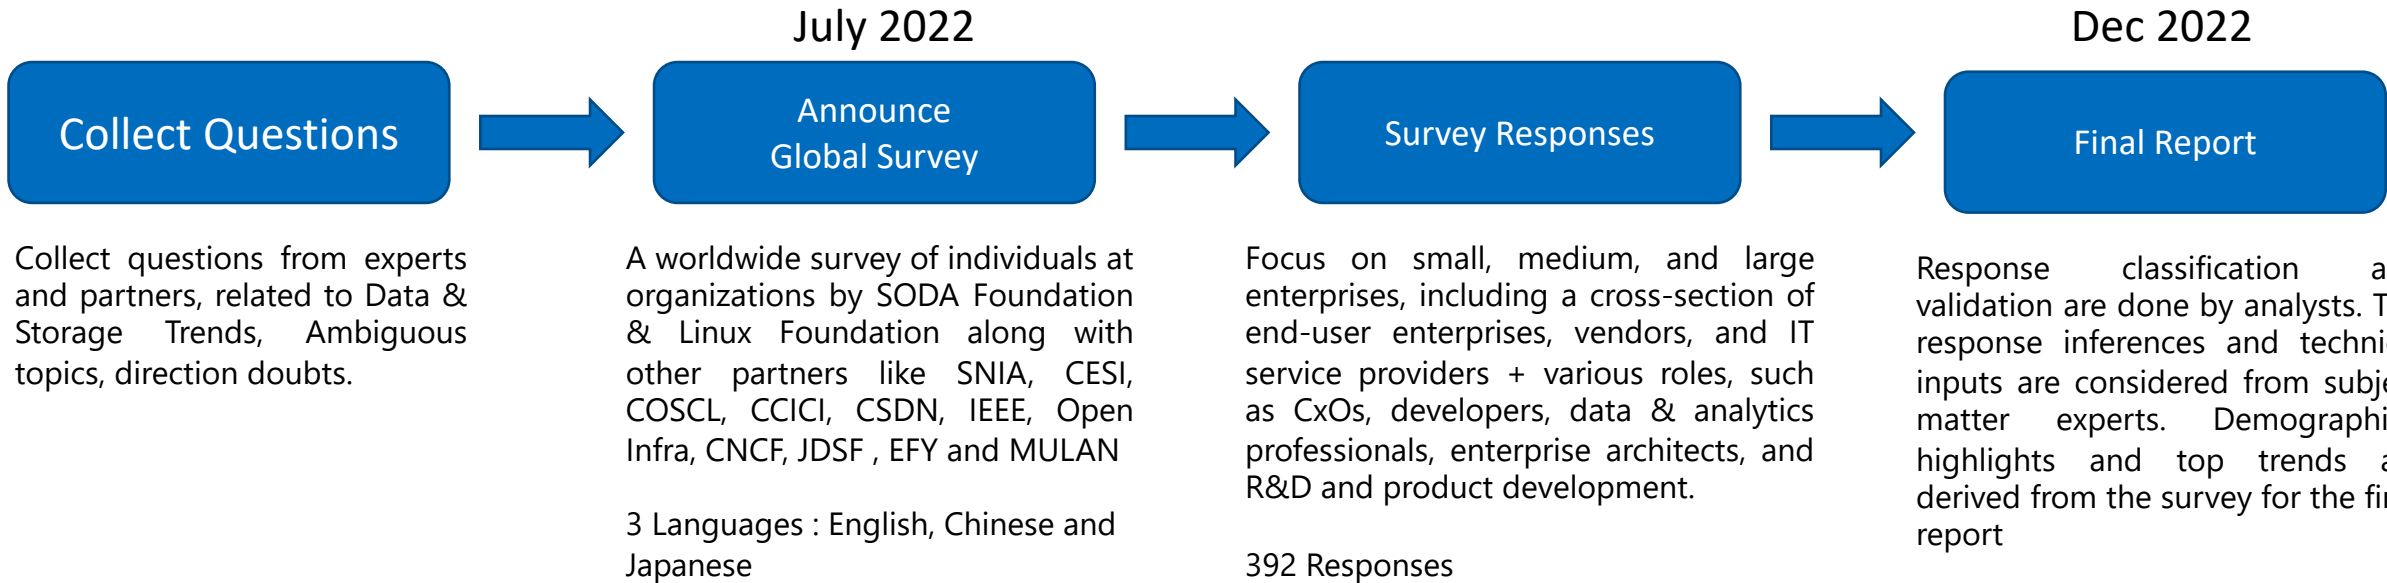 July 2022
Dec 2022
Collect Questions
Announce
Global Survey
Survey Responses
Final Report
Collect questions from experts
and partners, related to Data &
Storage Trends, Ambiguous
topics, direction doubts.
A worldwide survey of individuals at
organizations by SODA Foundation
& Linux Foundation along with
other partners like SNIA, CESI,
COSCL, CCICI, CSDN, IEEE, Open
Infra, CNCF, JDSF , EFY and MULAN
3 Languages : English, Chinese and
Japanese
Focus on small, medium, and large
enterprises, including a cross-section of
end-user enterprises, vendors, and IT
service providers + various roles, such
as CxOs, developers, data & analytics
professionals, enterprise architects, and
R&D and product development.
392 Responses
Response classification
validation are done by analysts.
response inferences and
inputs are considered from
matter experts.
highlights and top trends
derived from the survey for the
report